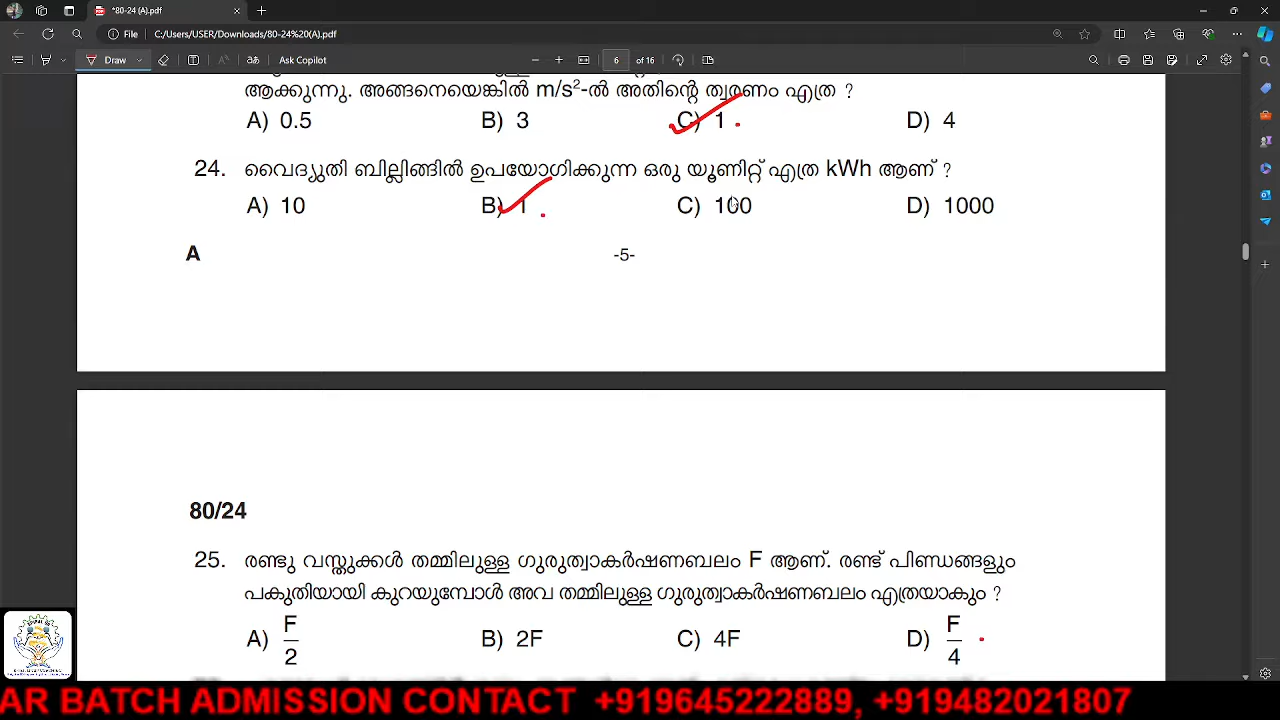 *80-24 (A).pdf
File C:/Users/USER/Downloads/80-24%20(A).pdf
Draw Ask Copilot 6 of 16
ആക്കുന്നു. അങ്ങനെയെങ്കിൽ m/s²-ൽ അതിന്റെ ത്വരണം എത്ര ?
A) 0.5 B) 3 C) 1 D) 4
24. വൈദ്യുതി ബില്ലിങ്ങിൽ ഉപയോഗിക്കുന്ന ഒരു യൂണിറ്റ് എത്ര kWh ആണ് ?
A) 10 B) 1 C) 100 D) 1000
A -5-
80/24
25. രണ്ടു വസ്തുക്കൾ തമ്മിലുള്ള ഗുരുത്വാകർഷണബലം F ആണ്. രണ്ട് പിണ്ഡങ്ങളും
പകുതിയായി കുറയുമ്പോൾ അവ തമ്മിലുള്ള ഗുരുത്വാകർഷണബലം എത്രയാകും ?
A) F/2 B) 2F C) 4F D) F/4
AR BATCH ADMISSION CONTACT +919645222889, +919482021807